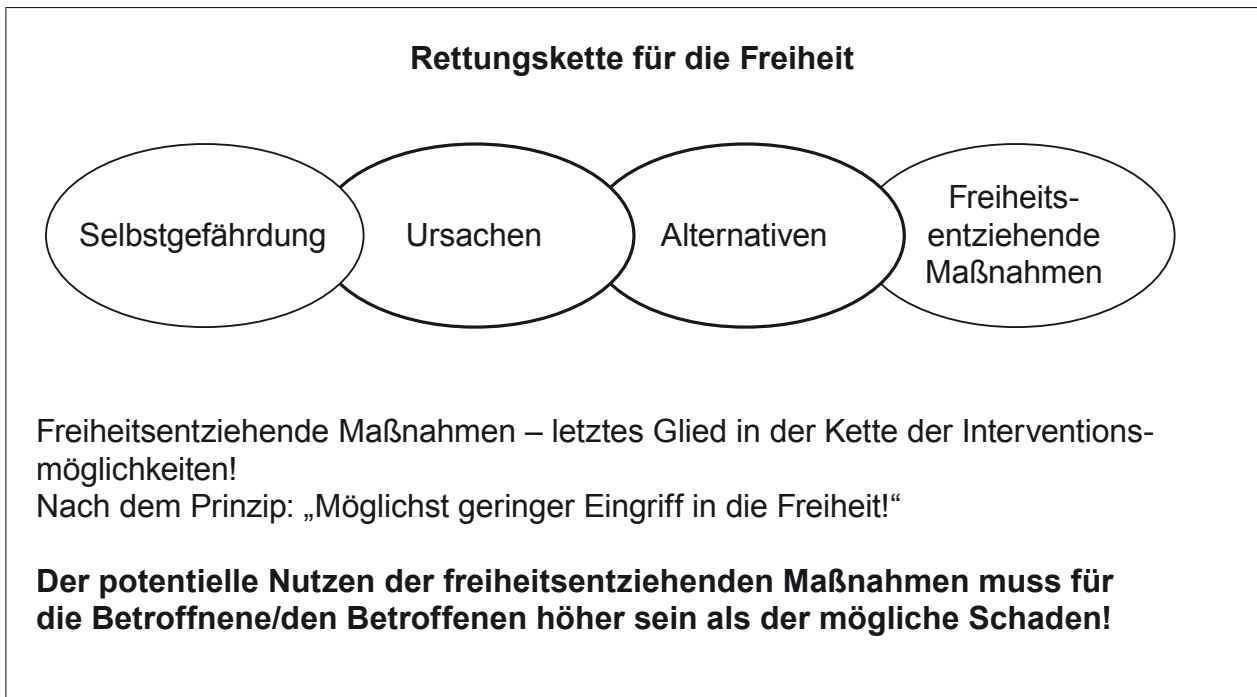 Rettungskette für die Freiheit
Selbstgefährdung
Ursachen
Alternativen
Freiheits-
entziehende
Maßnahmen
Freiheitsentziehende Maßnahmen – letztes Glied in der Kette der Interventions-
möglichkeiten!
Nach dem Prinzip: „Möglichst geringer Eingriff in die Freiheit!“
Der potentielle Nutzen der freiheitsentziehenden Maßnahmen muss für
die Betroffnene/den Betroffenen höher sein als der mögliche Schaden!